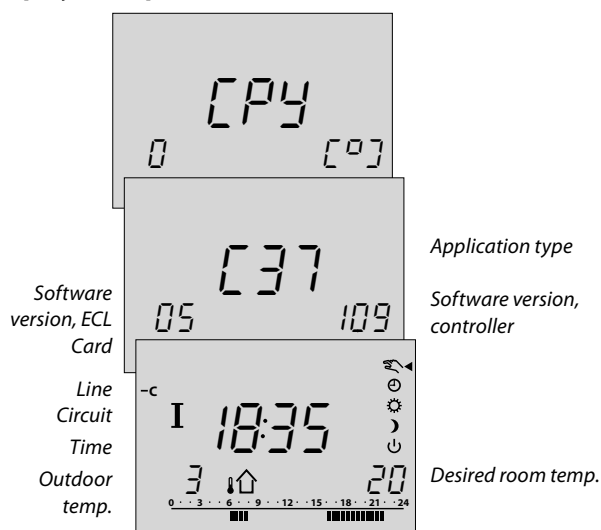 CPY
0 [º]
C37
05 109
Application type
Software version, ECL Card
Software version, controller
-c
I
18:35
3 20
0 · · 3 · · 6 · · 9 · · 12 · · 15 · · 18 · · 21 · · 24
Line
Circuit
Time
Outdoor temp.
Desired room temp.